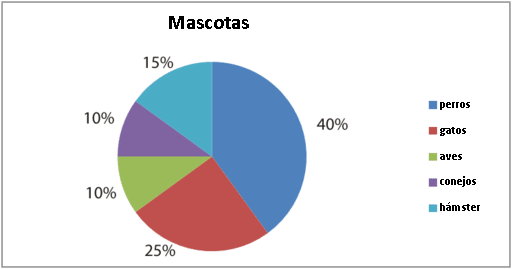 Mascotas
15%
40%
10%
10%
25%
perros
gatos
aves
conejos
hámster